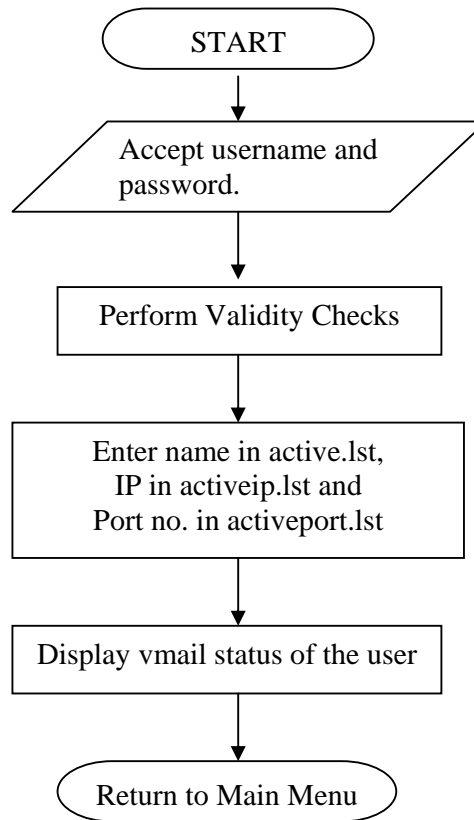 START
Accept username and
password.
Perform Validity Checks
Enter name in active.lst,
IP in activeip.lst and
Port no. in activeport.lst
Display vmail status of the user
Return to Main Menu